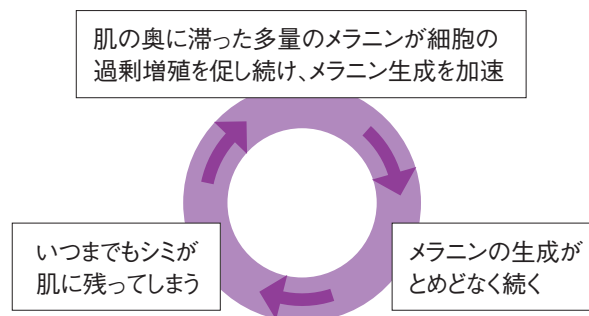 肌の奥に滞った多量のメラニンが細胞の
過剰増殖を促し続け、メラニン生成を加速
メラニンの生成が
とめどなく続く
いつまでもシミが
肌に残ってしまう